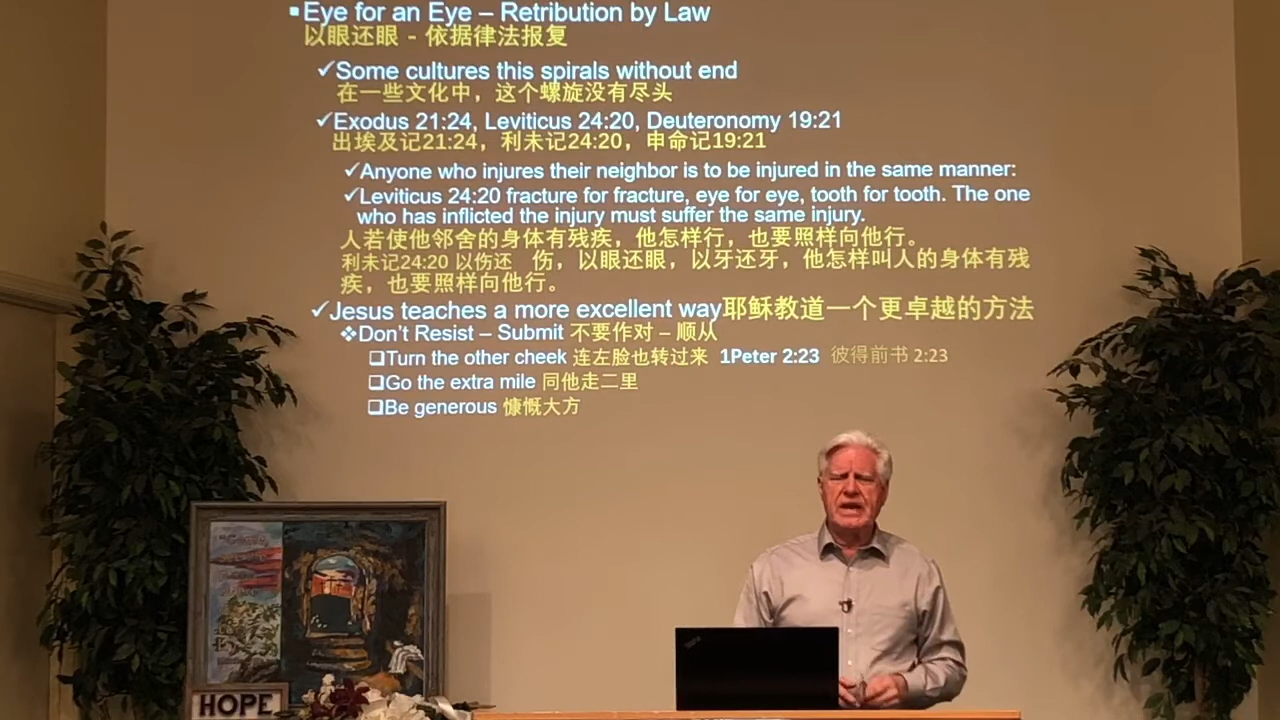 ▪Eye for an Eye – Retribution by Law
以眼还眼 - 依据律法报复
✓Some cultures this spirals without end
在一些文化中，这个螺旋没有尽头
✓Exodus 21:24, Leviticus 24:20, Deuteronomy 19:21
出埃及记21:24，利未记24:20，申命记19:21
✓Anyone who injures their neighbor is to be injured in the same manner:
✓Leviticus 24:20 fracture for fracture, eye for eye, tooth for tooth. The one
who has inflicted the injury must suffer the same injury.
人若使他邻舍的身体有残疾，他怎样行，也要照样向他行。
利未记24:20 以伤还 伤，以眼还眼，以牙还牙，他怎样叫人的身体有残
疾，也要照样向他行。
✓Jesus teaches a more excellent way耶稣教道一个更卓越的方法
❖Don't Resist – Submit 不要作对 – 顺从
❑Turn the other cheek 连左脸也转过来 1Peter 2:23 彼得前书 2:23
❑Go the extra mile 同他走二里
❑Be generous 慷慨大方
HOPE